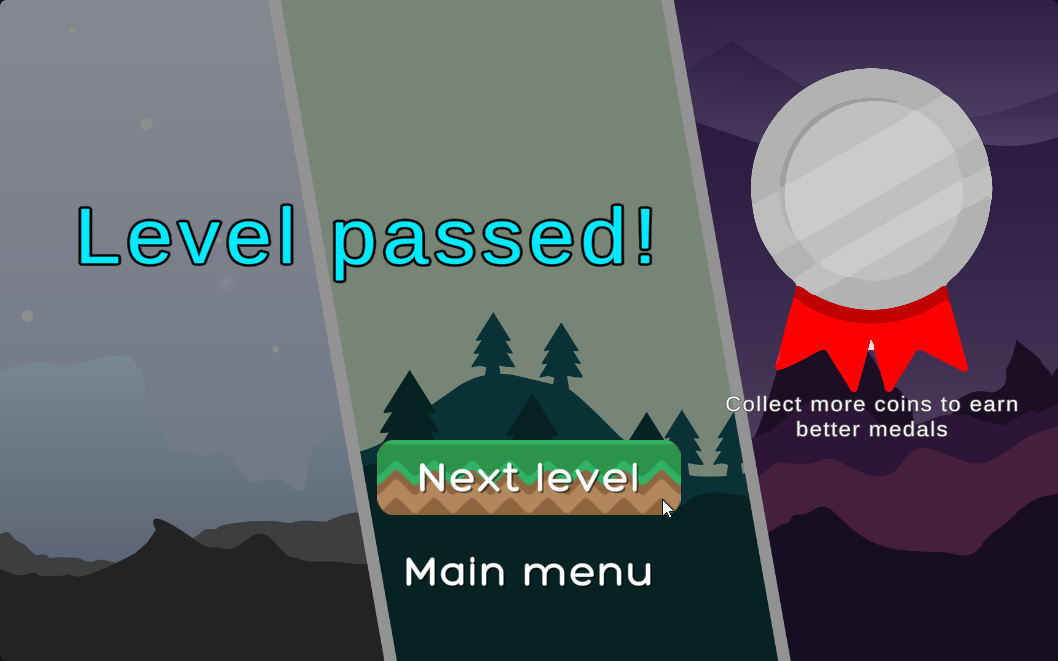 Level passed!
Collect more coins to earn
better medals
Next level
Main menu